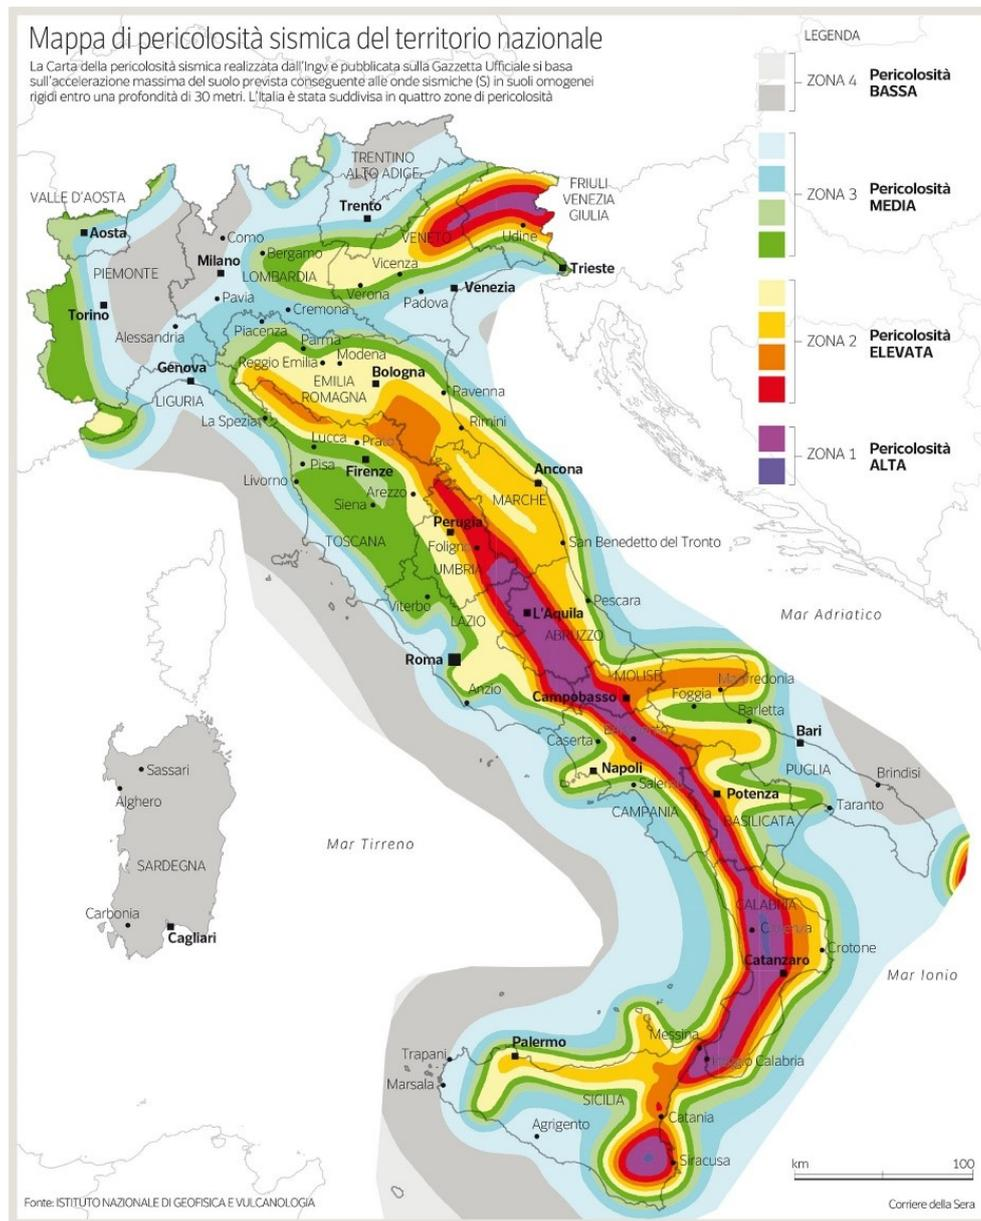 Mappa di pericolosità sismica del territorio nazionale
La Carta della pericolosità sismica realizzata dall'Ingv e pubblicata sulla Gazzetta Ufficiale si basa
sull'accelerazione massima del suolo prevista conseguente alle onde sismiche (S) in suoli omogenei
rigidi entro una profondità di 30 metri. L'Italia è stata suddivisa in quattro zone di pericolosità
LEGENDA
ZONA 4
Pericolosità
BASSA
ZONA 3
Pericolosità
MEDIA
ZONA 2
Pericolosità
ELEVATA
ZONA 1
Pericolosità
ALTA
TRENTINO
ALTO ADIGE
VALLE D'AOSTA
FRIULI
VENEZIA
GIULIA
Trento
Aosta
Como
VENETO
Udine
Bergamo
Milano
PIEMONTE
LOMBARDIA
Vicenza
Trieste
Verona
Padova
Venezia
Pavia
Torino
Cremona
Piacenza
Alessandria
Parma
Modena
Reggio Emilia
Genova
EMILIA
ROMAGNA
Bologna
LIGURIA
Ravenna
La Spezia
Rimini
Lucca
Prato
Firenze
Pisa
Ancona
Livorno
Arezzo
Siena
MARCHE
Perugia
TOSCANA
Foligno
San Benedetto del Tronto
UMBRIA
Viterbo
Pescara
LAZIO
L'Aquila
ABRUZZO
Mar Adriatico
Roma
MOLISE
Manfredonia
Anzio
Campobasso
Foggia
Barletta
Caserta
Bari
Napoli
PUGLIA
Sassari
Brindisi
Salerno
Potenza
Alghero
Taranto
CAMPANIA
BASILICATA
Mar Tirreno
SARDEGNA
CALABRIA
Carbonia
Cosenza
Cagliari
Crotone
Catanzaro
Mar Ionio
Messina
Palermo
Trapani
Reggio Calabria
Marsala
SICILIA
Catania
Agrigento
Siracusa
km
100
Fonte: ISTITUTO NAZIONALE DI GEOFISICA E VULCANOLOGIA
Corriere della Sera